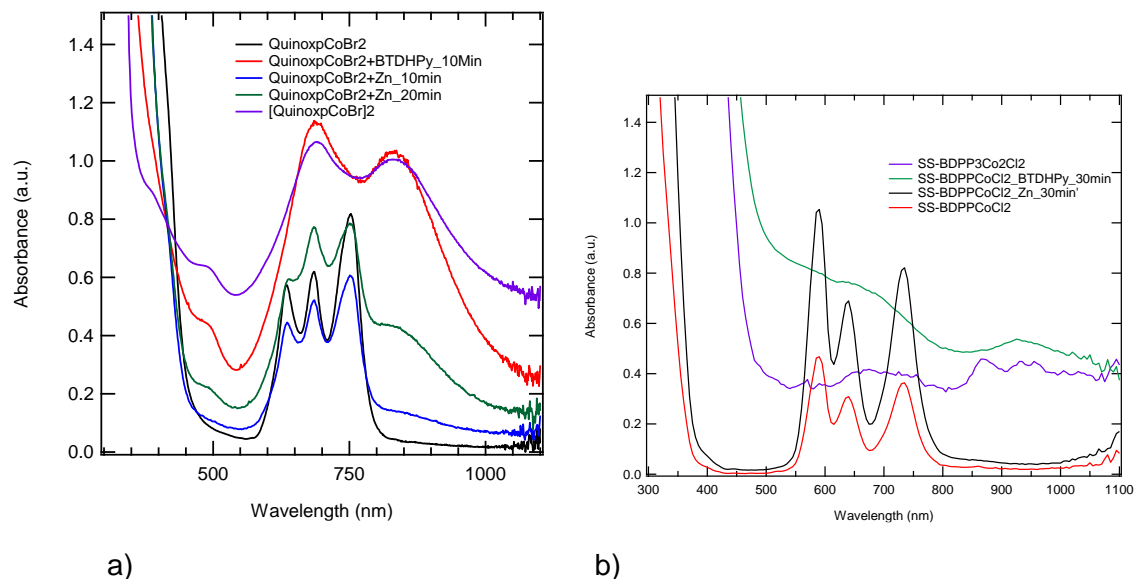 1.4
1.2
1.0
0.8
0.6
0.4
0.2
0.0
Absorbance (a.u.)
500
750
1000
Wavelength (nm)
QuinoxpCoBr2
QuinoxpCoBr2+BTDHPy_10Min
QuinoxpCoBr2+Zn_10min
QuinoxpCoBr2+Zn_20min
[QuinoxpCoBr]2
a)
1.4
1.2
1.0
0.8
0.6
0.4
0.2
0.0
Absorbance (a.u.)
300
400
500
600
700
800
900
1000
1100
Wavelength (nm)
SS-BDPP3Co2Cl2
SS-BDPPCoCl2_BTDHPy_30min
SS-BDPPCoCl2_Zn_30min'
SS-BDPPCoCl2
b)